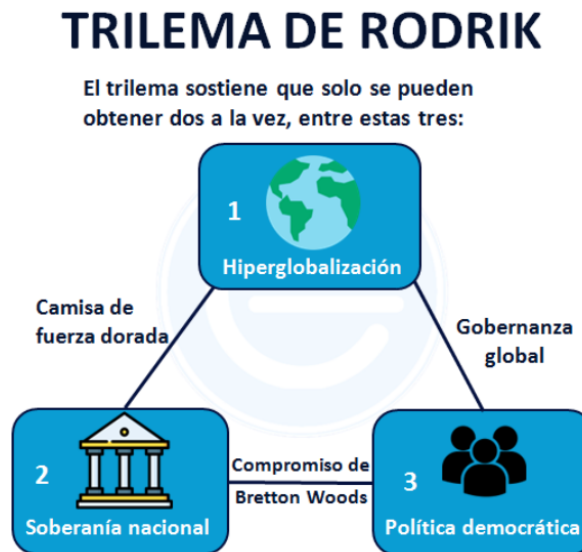 TRILEMA DE RODRIK
El trilema sostiene que solo se pueden
obtener dos a la vez, entre estas tres:
1
Hiperglobalización
Camisa de
fuerza dorada
Gobernanza
global
2
Soberanía nacional
Compromiso de
Bretton Woods
3
Política democrática